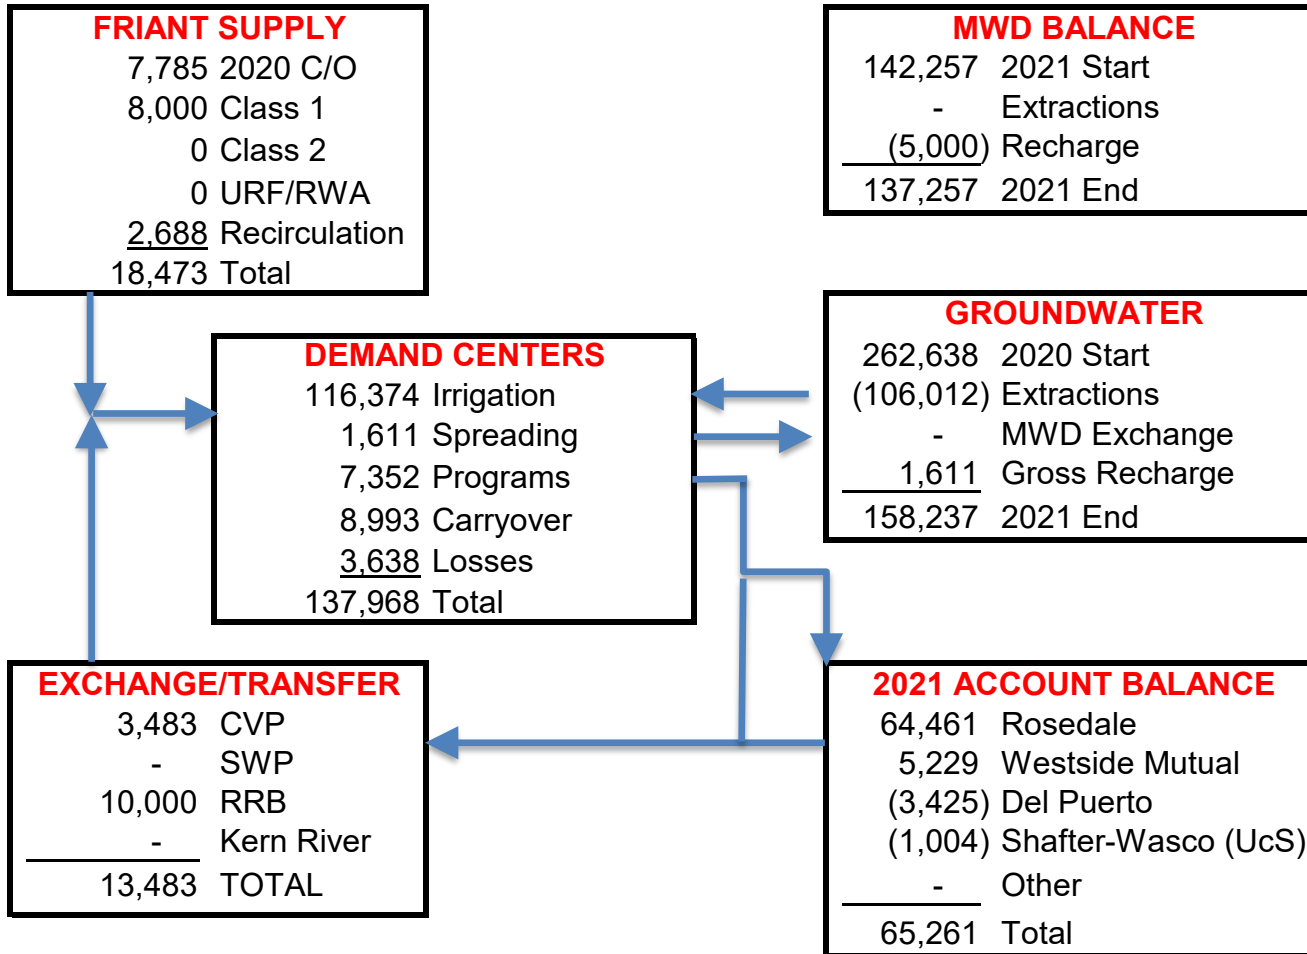 FRIANT SUPPLY
7,785 2020 C/O
8,000 Class 1
0 Class 2
0 URF/RWA
2,688 Recirculation
18,473 Total
MWD BALANCE
142,257 2021 Start
- Extractions
(5,000) Recharge
137,257 2021 End
GROUNDWATER
262,638 2020 Start
(106,012) Extractions
- MWD Exchange
1,611 Gross Recharge
158,237 2021 End
DEMAND CENTERS
116,374 Irrigation
1,611 Spreading
7,352 Programs
8,993 Carryover
3,638 Losses
137,968 Total
EXCHANGE/TRANSFER
3,483 CVP
- SWP
10,000 RRB
- Kern River
13,483 TOTAL
2021 ACCOUNT BALANCE
64,461 Rosedale
5,229 Westside Mutual
(3,425) Del Puerto
(1,004) Shafter-Wasco (UcS)
- Other
65,261 Total